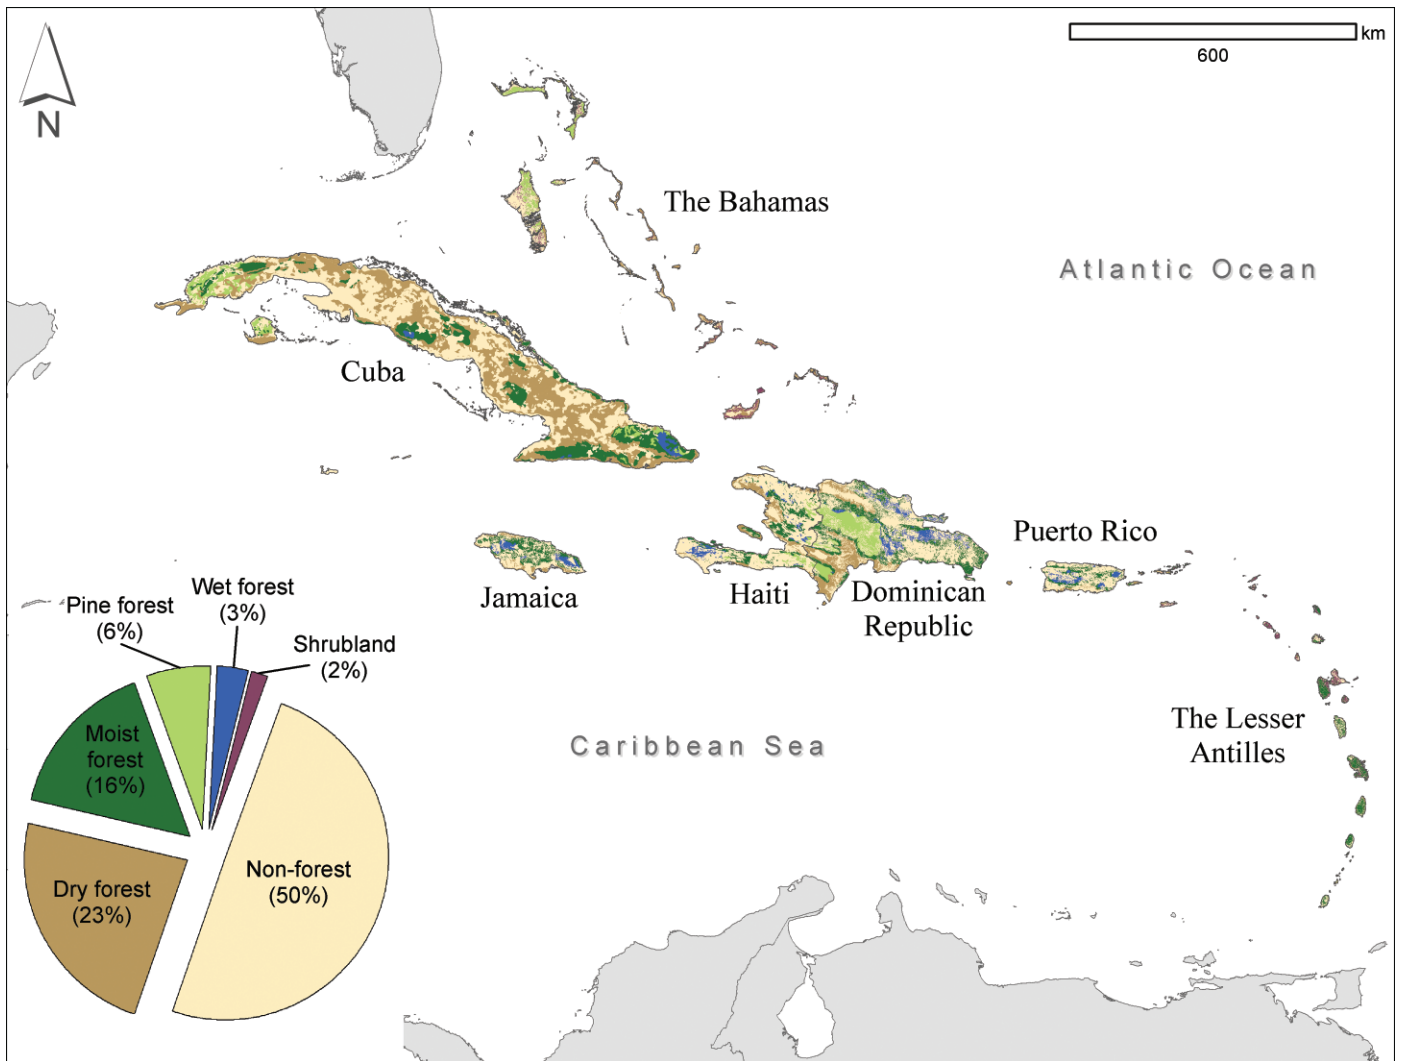 km
600
N
The Bahamas
Atlantic Ocean
Cuba
Puerto Rico
Jamaica
Haiti
Dominican
Republic
Wet forest
(3%)
Pine forest
(6%)
Shrubland
(2%)
Moist
forest
(16%)
The Lesser
Antilles
Caribbean Sea
Non-forest
(50%)
Dry forest
(23%)